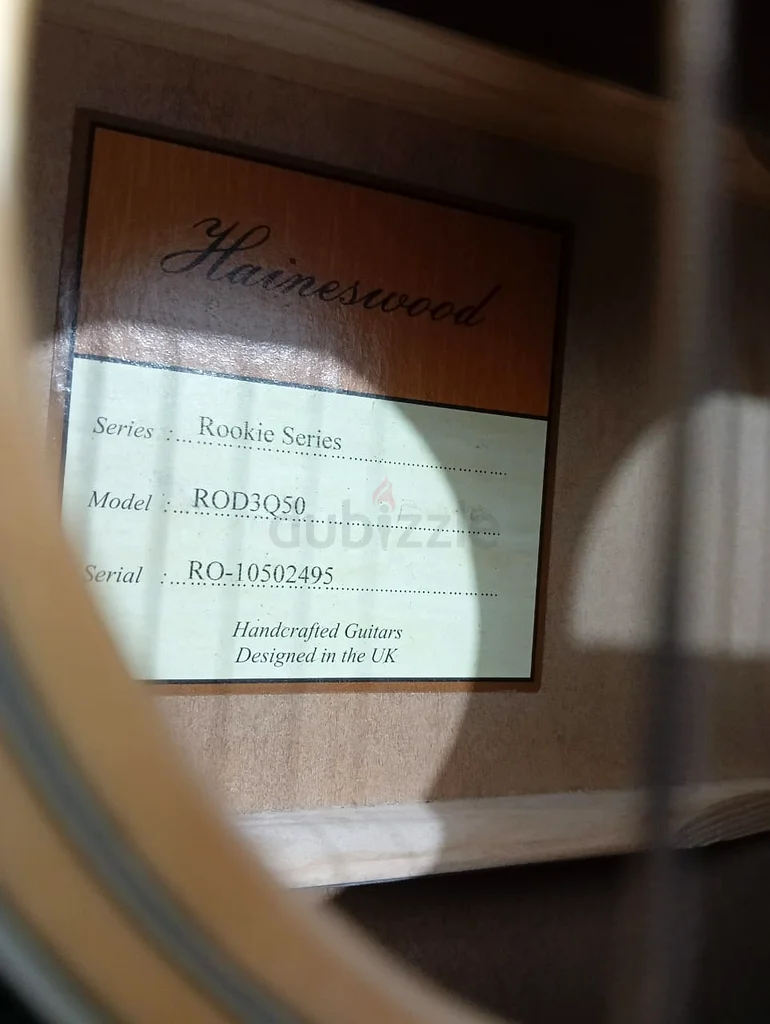 Haineswood
Series :... Rookie Series
Model : ROD3Q50
dubizzle
Serial :... RO-10502495
Handcrafted Guitars
Designed in the UK